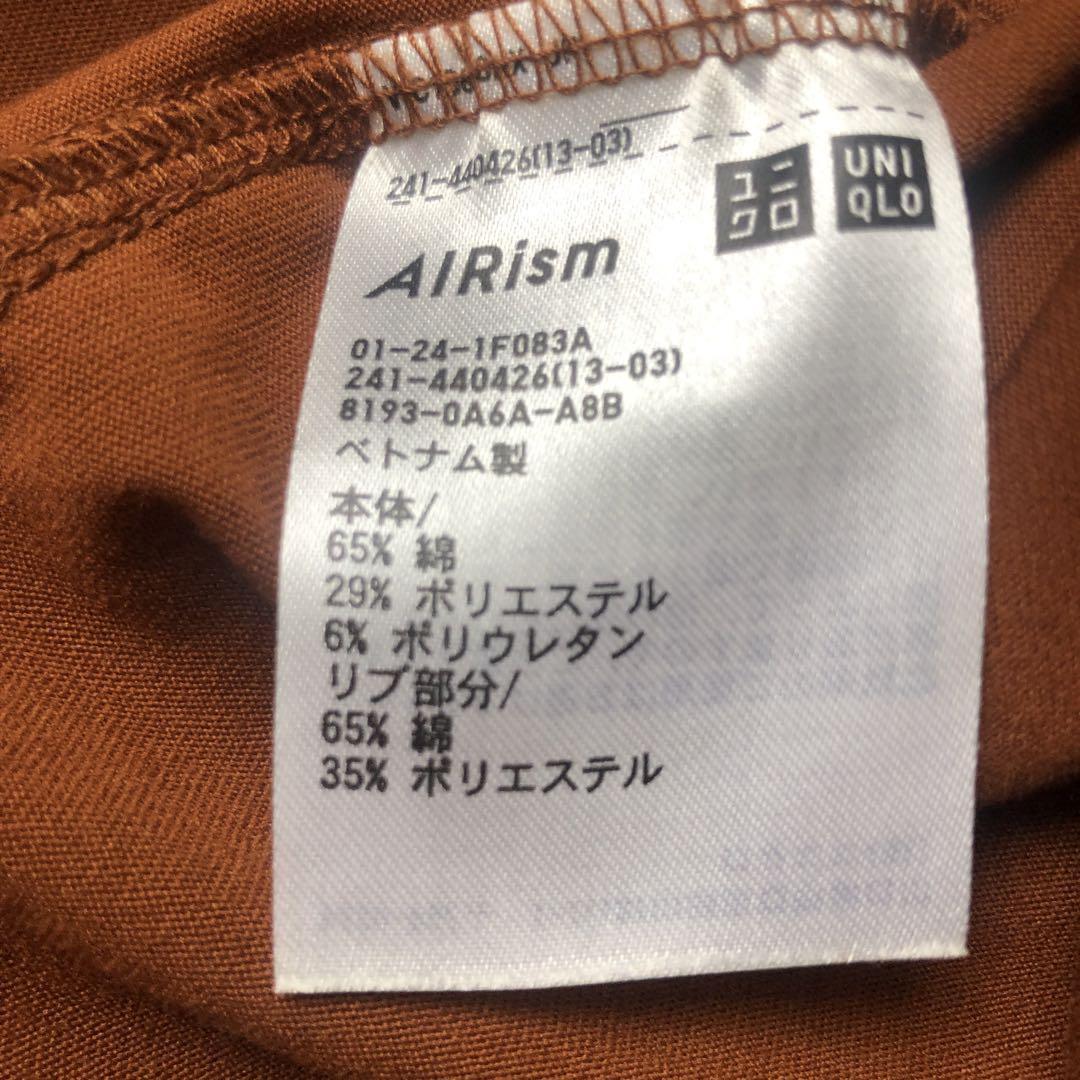 241-440426(13-03)
ユニ
クロ
UNI
QLO
AIRism
01-24-1F083A
241-440426(13-03)
8193-0A6A-A8B
ベトナム製
本体/
65% 綿
29% ポリエステル
6% ポリウレタン
リブ部分/
65% 綿
35% ポリエステル